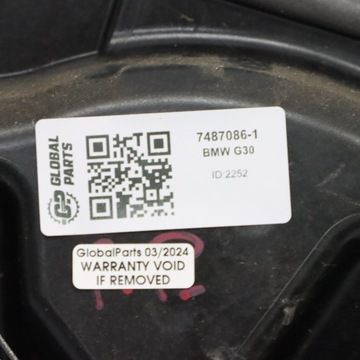 GLOBAL
PARTS
7487086-1
BMW G30
ID:2252
GlobalParts 03/2024
WARRANTY VOID
IF REMOVED